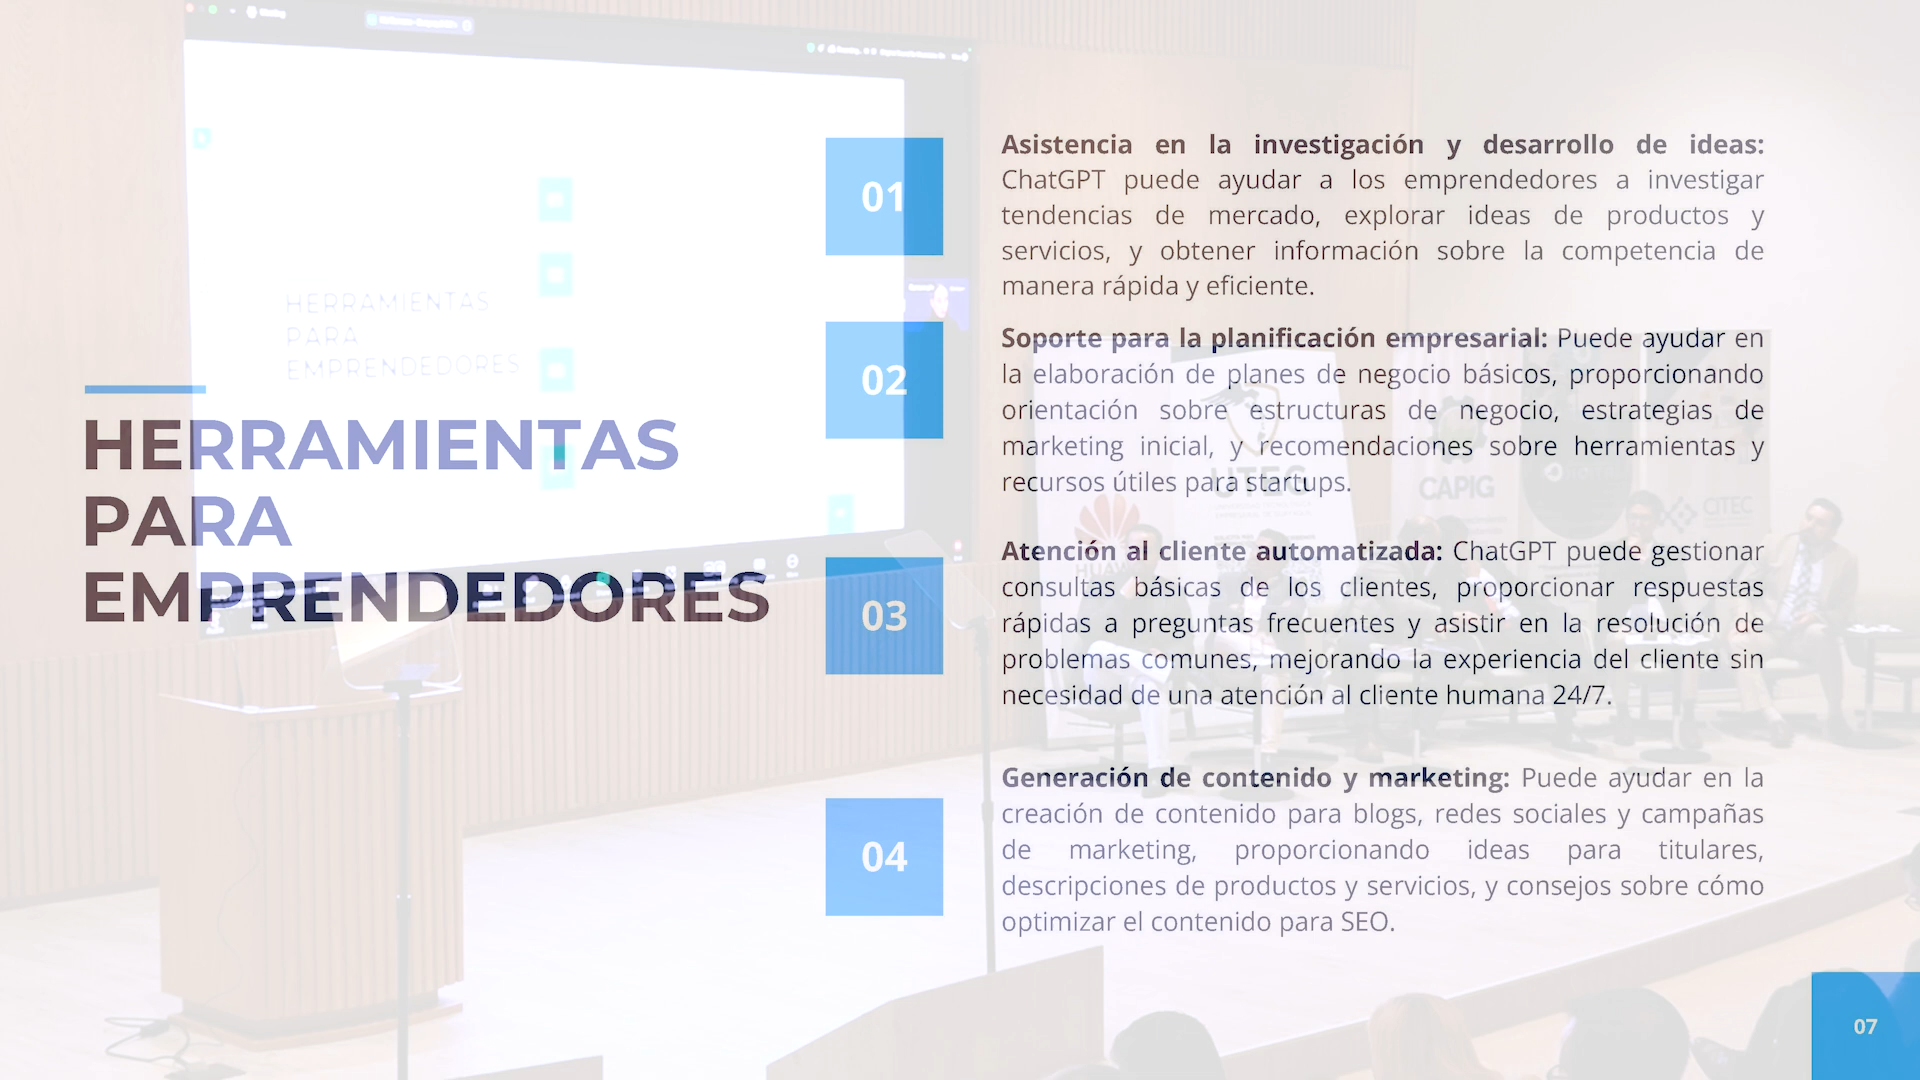 HERRAMIENTAS
PARA
EMPRENDEDORES
HERRAMIENTAS
PARA
EMPRENDEDORES
01
Asistencia en la investigación y desarrollo de ideas:
ChatGPT puede ayudar a los emprendedores a investigar
tendencias de mercado, explorar ideas de productos y
servicios, y obtener información sobre la competencia de
manera rápida y eficiente.
02
Soporte para la planificación empresarial: Puede ayudar en
la elaboración de planes de negocio básicos, proporcionando
orientación sobre estructuras de negocio, estrategias de
marketing inicial, y recomendaciones sobre herramientas y
recursos útiles para startups.
UTEC
CAPIG
CITEC
03
Atención al cliente automatizada: ChatGPT puede gestionar
consultas básicas de los clientes, proporcionar respuestas
rápidas a preguntas frecuentes y asistir en la resolución de
problemas comunes, mejorando la experiencia del cliente sin
necesidad de una atención al cliente humana 24/7.
04
Generación de contenido y marketing: Puede ayudar en la
creación de contenido para blogs, redes sociales y campañas
de marketing, proporcionando ideas para titulares,
descripciones de productos y servicios, y consejos sobre cómo
optimizar el contenido para SEO.
07